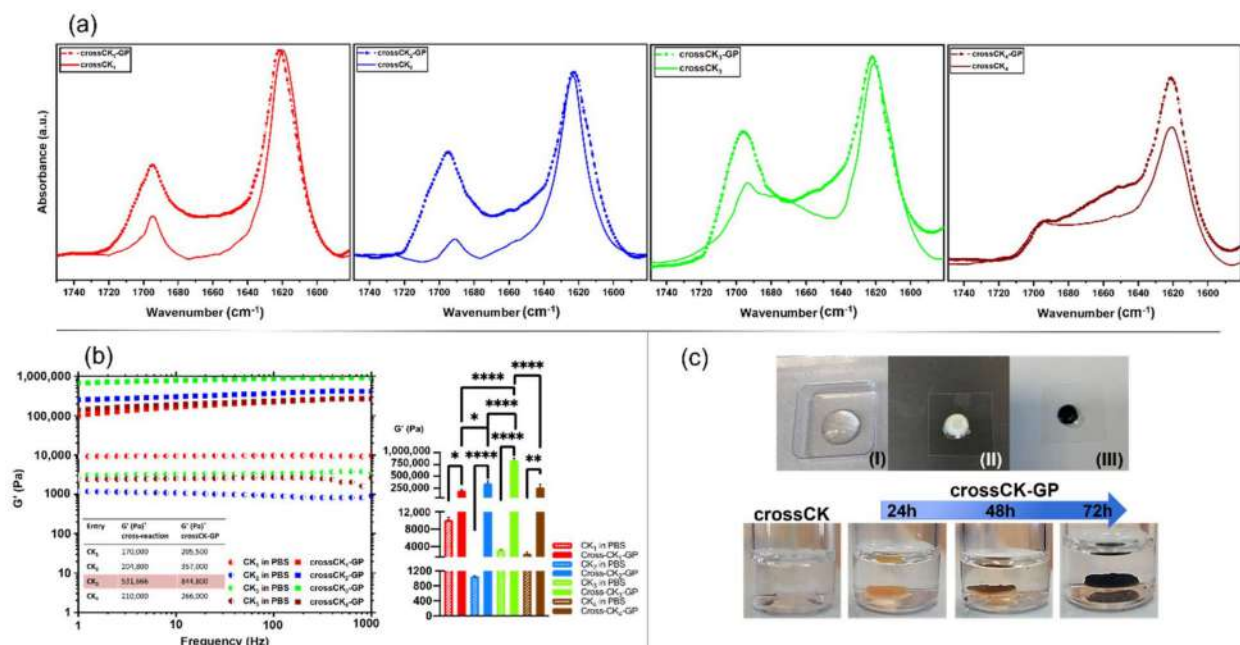 (a)
crossCK₁-GP
crossCK₁
crossCK₂-GP
crossCK₂
crossCK₃-GP
crossCK₃
crossCK₄-GP
crossCK₄
Absorbance (a.u.)
1740 1720 1700 1680 1660 1640 1620 1600
1740 1720 1700 1680 1660 1640 1620 1600
1740 1720 1700 1680 1660 1640 1620 1600
1740 1720 1700 1680 1660 1640 1620 1600
Wavenumber (cm⁻¹)
Wavenumber (cm⁻¹)
Wavenumber (cm⁻¹)
Wavenumber (cm⁻¹)
(b)
G' (Pa)
1,000,000
100,000
10,000
1000
100
10
1
1 10 100 1000
Frequency (Hz)
Entry G' (Pa)* cross-reaction G' (Pa)* crossCK-GP
CK₁ 170,000
CK₂ 204,800 357,000
531,666 844,800
CK₄ 210,000 266,000
CK₁ in PBS crossCK₁-GP
CK₂ in PBS crossCK₂-GP
CK₃ in PBS crossCK₃-GP
in PBS crossCK₄-GP
G' (Pa)
1,000,000
750,000
500,000
250,000
12,000
8000
4000
1200
800
400
0
****
* **** ****
* **** **** **
CK₁ in PBS
Cross-CK₁-GP
CK₂ in PBS
Cross-CK₂-GP
CK₃ in PBS
Cross-CK₃-GP
CK₄ in PBS
Cross-CK₄-GP
(c)
(I)
(II)
(III)
crossCK-GP
crossCK
24h 48h 72h